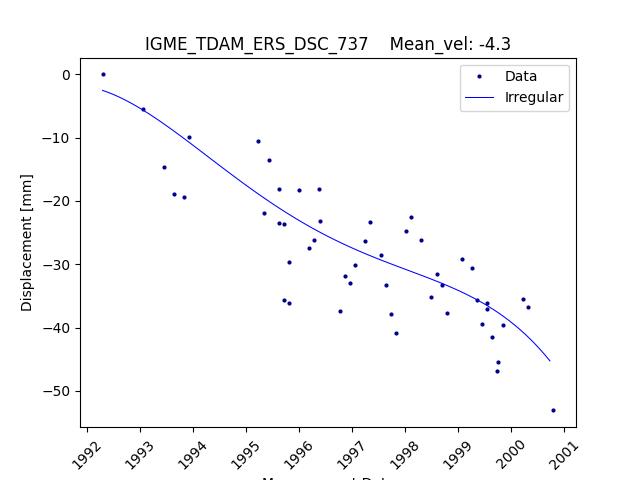 IGME_TDAM_ERS_DSC_737    Mean_vel: -4.3
Data
Irregular
Displacement [mm]
0
−10
−20
−30
−40
−50
1992 1993 1994 1995 1996 1997 1998 1999 2000 2001